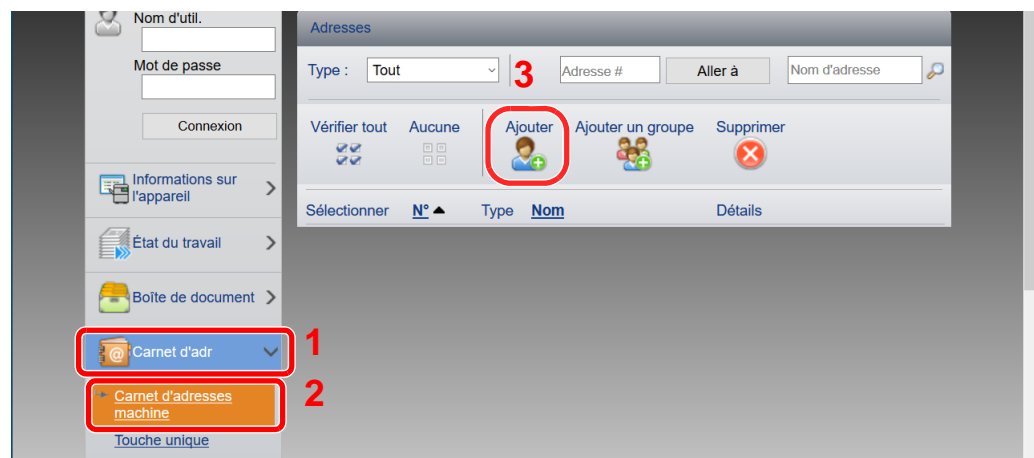 Nom d'util.
Mot de passe
Connexion
Informations sur
l'appareil
État du travail
Boîte de document
Carnet d'adr
1
Carnet d'adresses
machine
2
Touche unique
Adresses
Type :
Tout
3
Adresse #
Aller à
Nom d'adresse
Vérifier tout
Aucune
Ajouter
Ajouter un groupe
Supprimer
Sélectionner
N°
Type
Nom
Détails